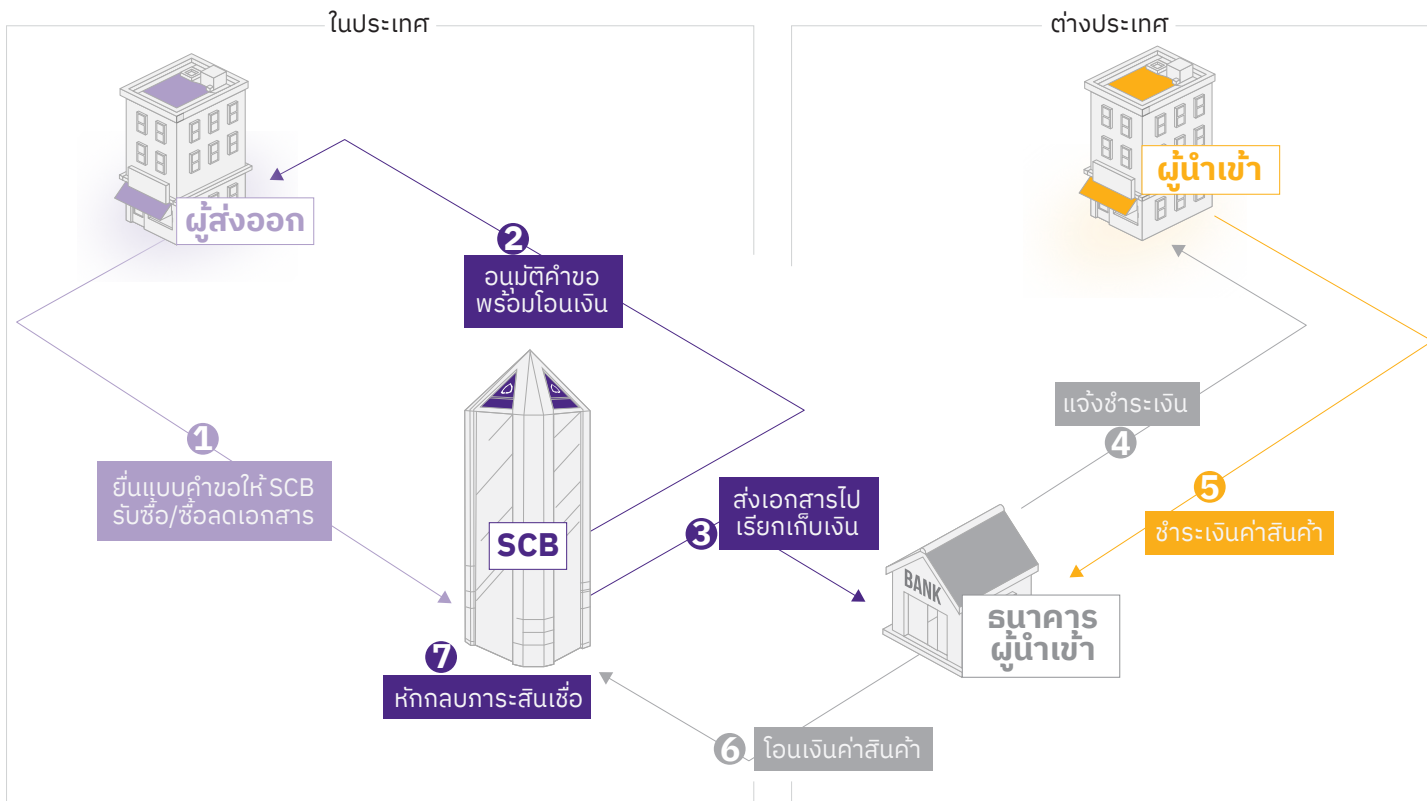 ในประเทศ
ต่างประเทศ
ผู้ส่งออก
ผู้นำเข้า
1
ยื่นแบบคำขอให้ SCB
รับซื้อ/ซื้อลดเอกสาร
2
อนุมัติคำขอ
พร้อมโอนเงิน
SCB
3
ส่งเอกสารไป
เรียกเก็บเงิน
แจ้งชำระเงิน
4
5
ชำระเงินค่าสินค้า
BANK
ธนาคาร
ผู้นำเข้า
6
โอนเงินค่าสินค้า
7
หักกลบภาระสินเชื่อ